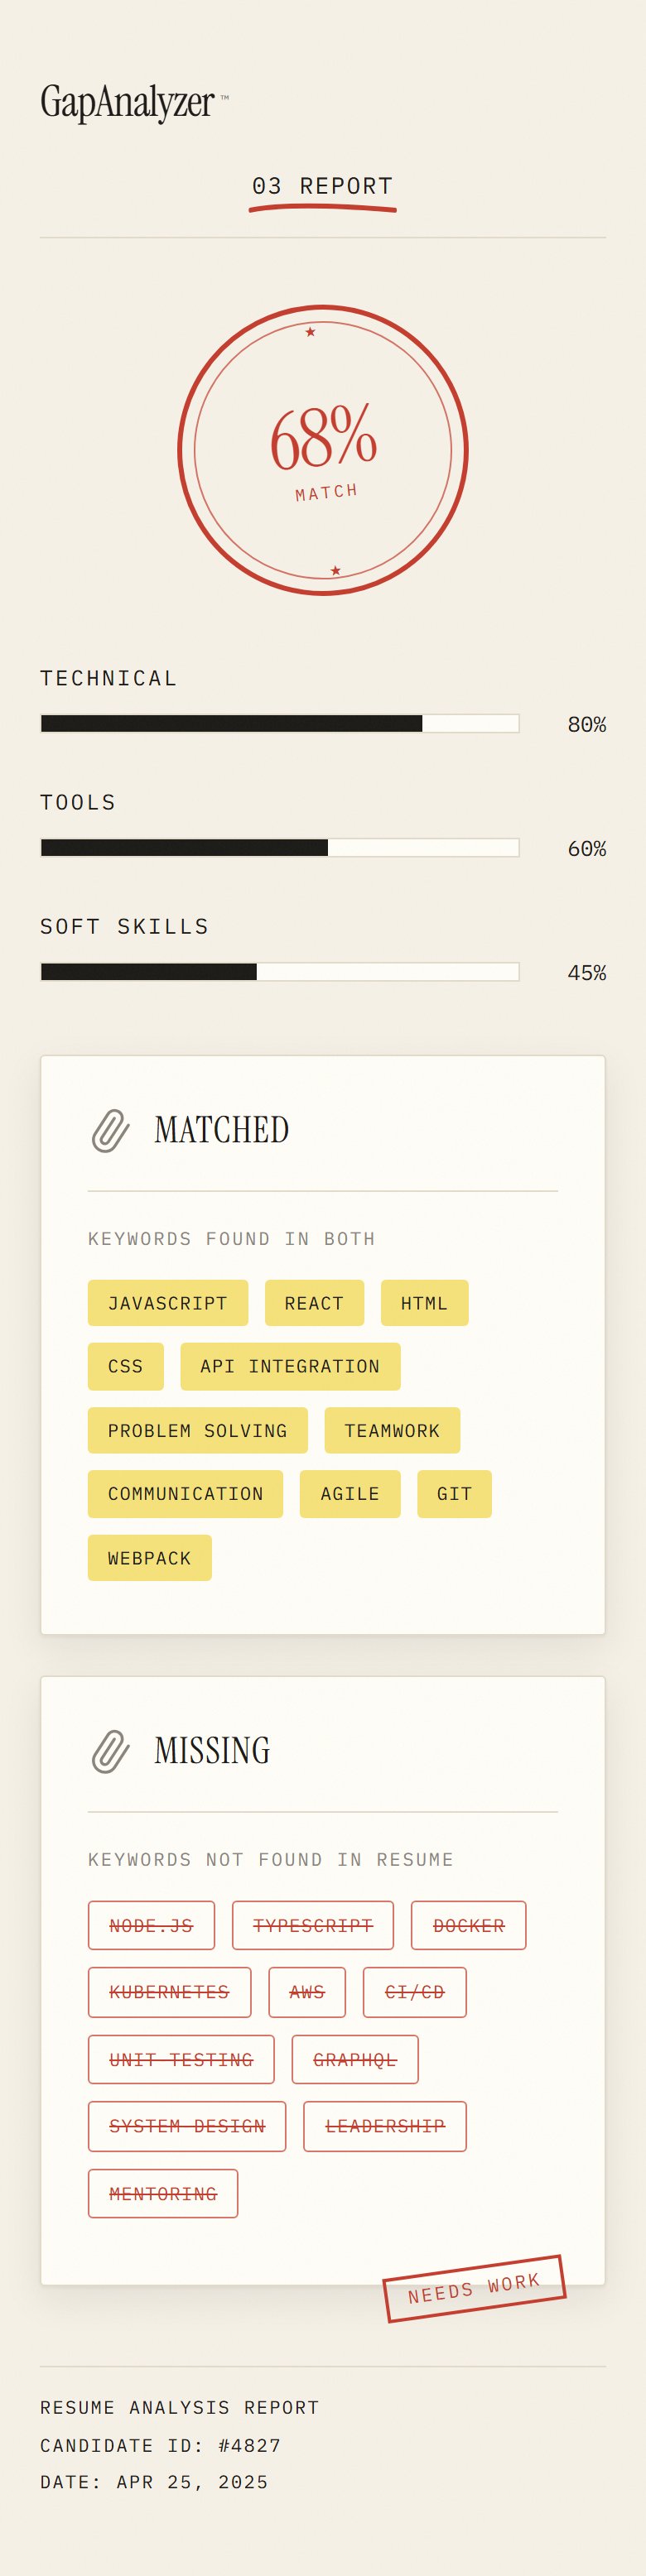 GapAnalyzer™
03 REPORT
★
68%
MATCH
★
TECHNICAL
80%
TOOLS
60%
SOFT SKILLS
45%
MATCHED
KEYWORDS FOUND IN BOTH
JAVASCRIPT REACT HTML
CSS API INTEGRATION
PROBLEM SOLVING TEAMWORK
COMMUNICATION AGILE GIT
WEBPACK
MISSING
KEYWORDS NOT FOUND IN RESUME
NODE.JS TYPESCRIPT DOCKER
KUBERNETES AWS CI/CD
UNIT TESTING GRAPHQL
SYSTEM DESIGN LEADERSHIP
MENTORING
NEEDS WORK
RESUME ANALYSIS REPORT
CANDIDATE ID: #4827
DATE: APR 25, 2025